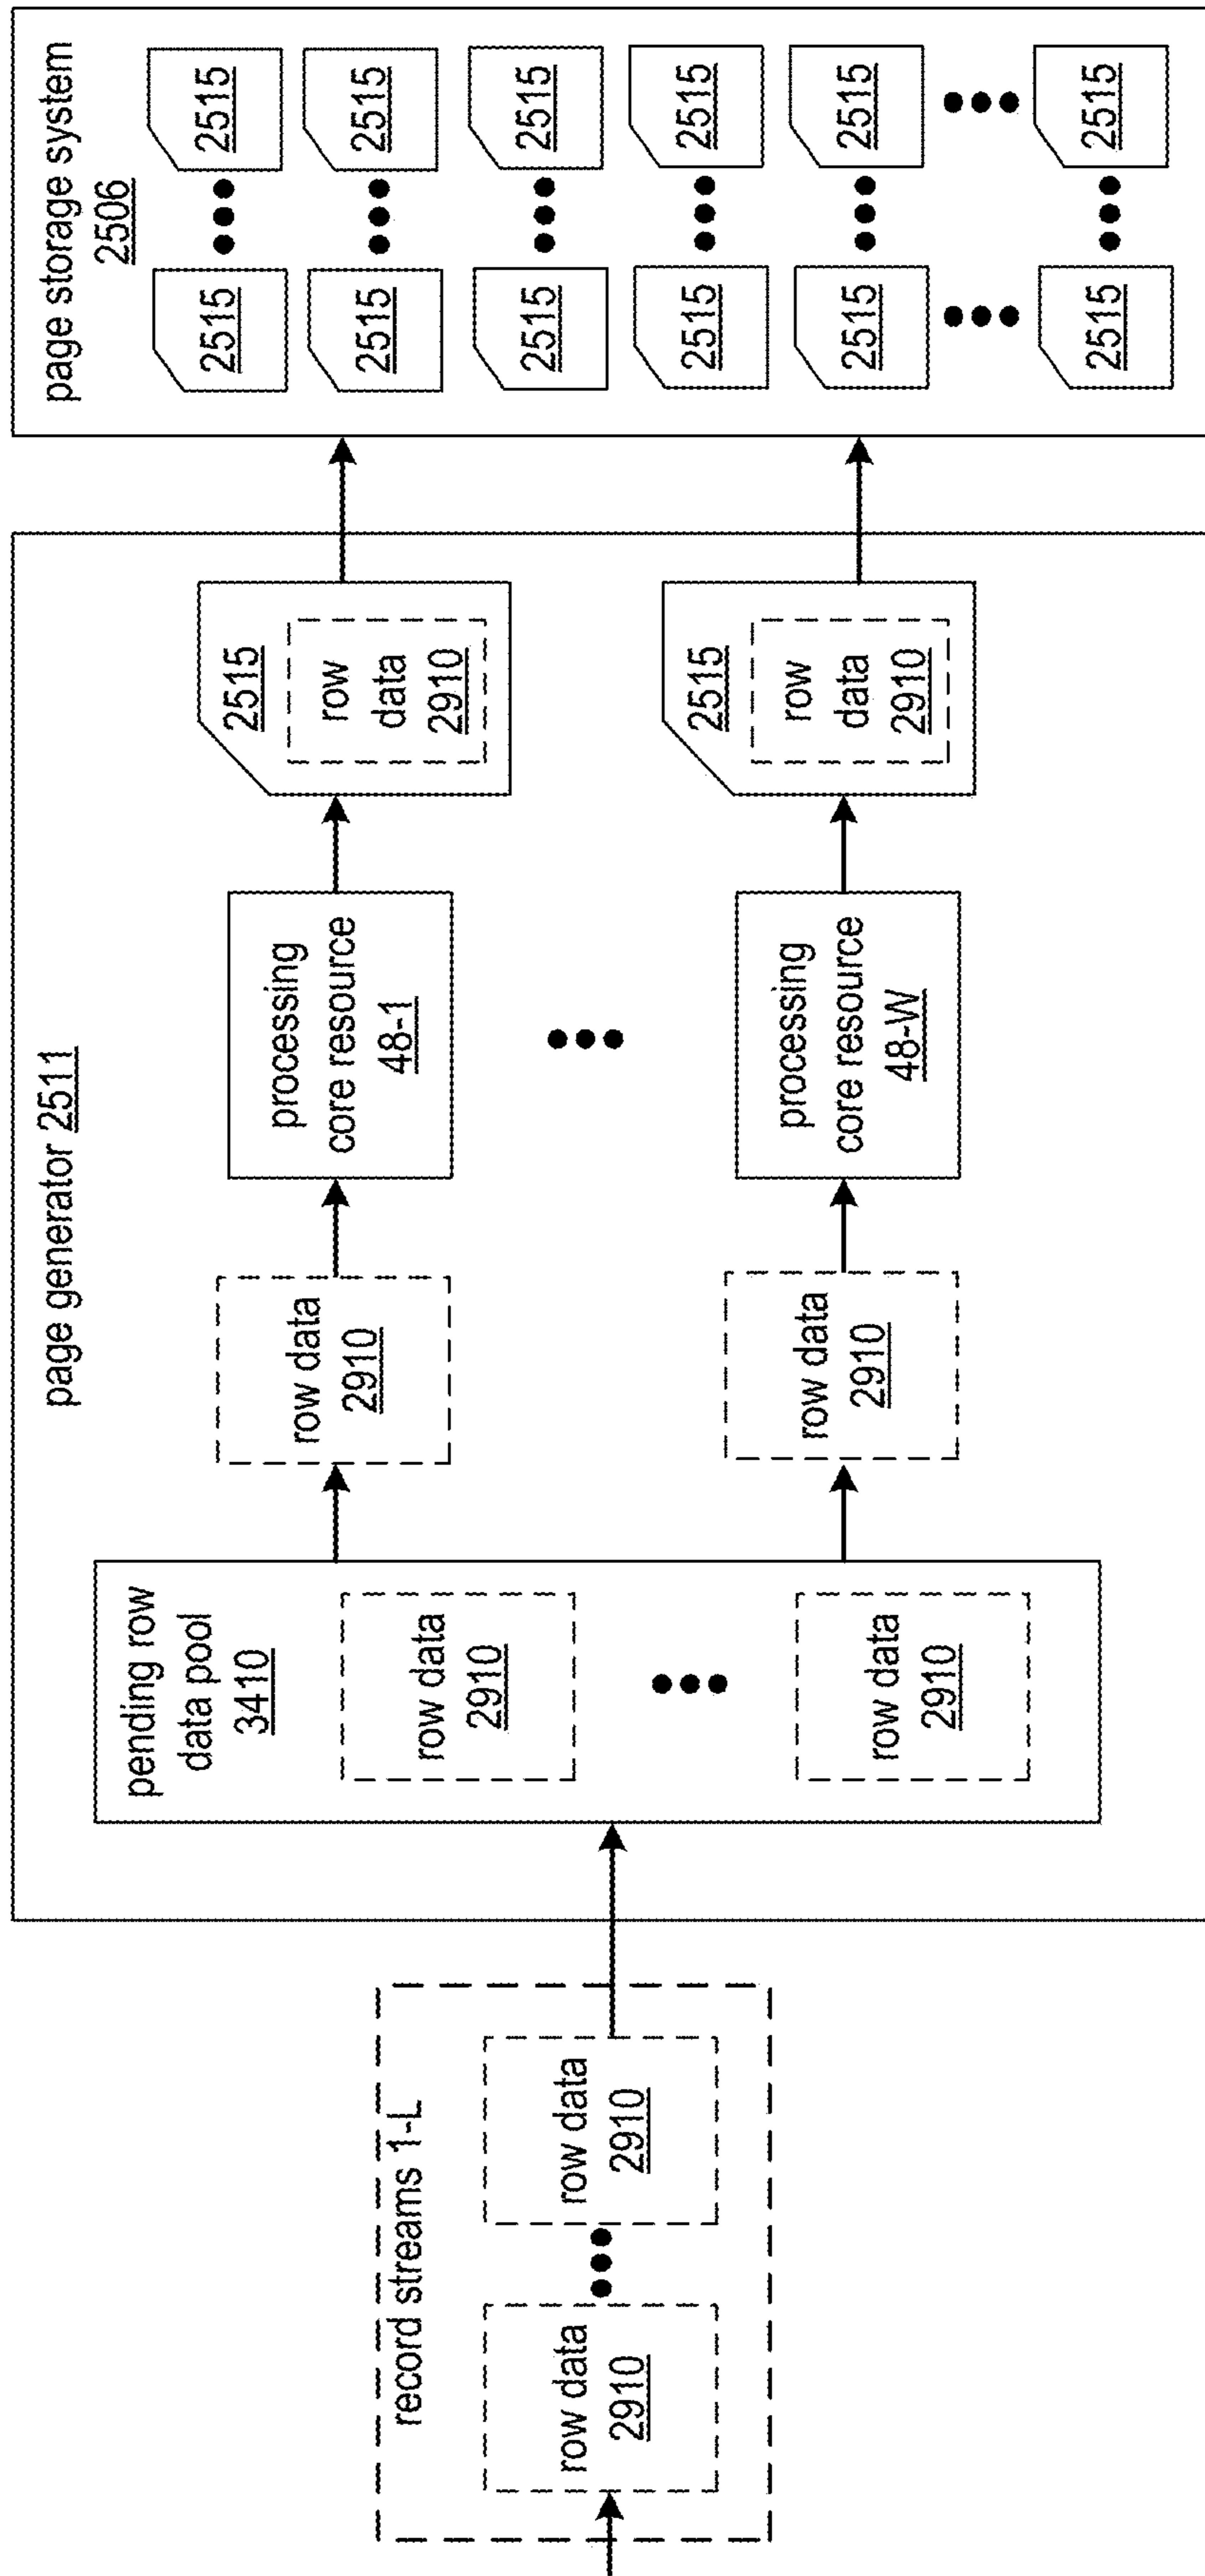 record streams 1-L
row data
2910
row data
2910
page generator 2511
pending row
data pool
3410
row data
2910
row data
2910
row data
2910
row data
2910
processing
core resource
48-1
processing
core resource
48-W
2515
row
data
2910
2515
row
data
2910
page storage system
2506
2515
2515
2515
2515
2515
2515
2515
2515
2515
2515
2515
2515